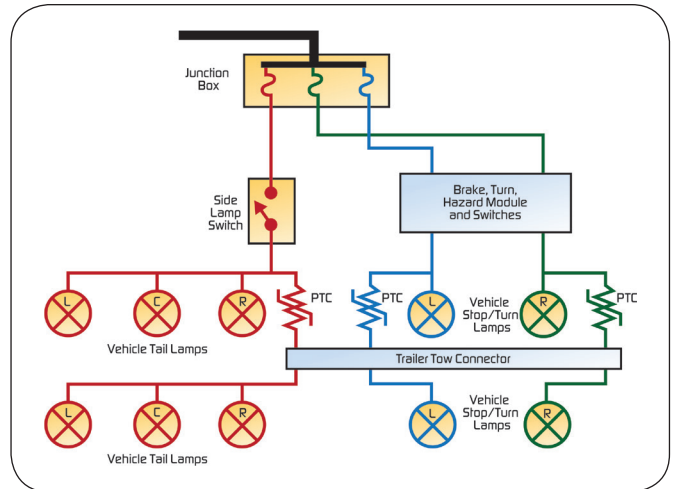 Junction
Box
Side
Lamp
Switch
Brake, Turn,
Hazard Module
and Switches
L
C
R
PTC
PTC
L
Vehicle
Stop/Turn
Lamps
R
PTC
Vehicle Tail Lamps
Trailer Tow Connector
L
C
R
L
Vehicle
Stop/Turn
Lamps
R
Vehicle Tail Lamps